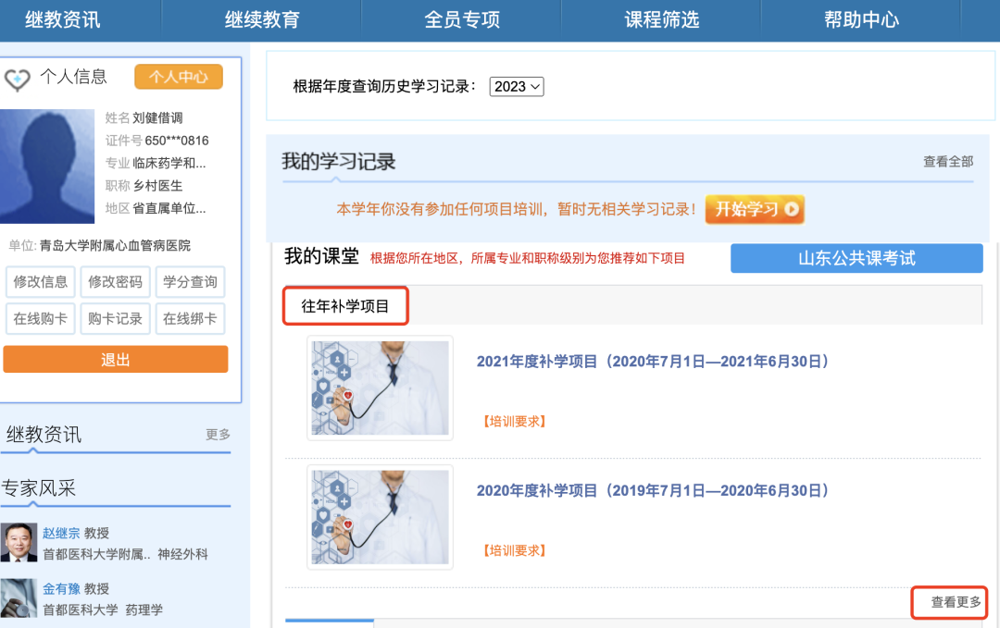 继教资讯 继续教育 全员专项 课程筛选 帮助中心
个人信息 个人中心
姓名 刘健借调
证件号 650***0816
专业 临床药学和...
职称 乡村医生
地区 省直属单位...
单位: 青岛大学附属心血管病医院
修改信息 修改密码 学分查询
在线购卡 购卡记录 在线绑卡
退出
继教资讯 更多
专家风采
赵继宗 教授
首都医科大学附属.. 神经外科
金有豫 教授
首都医科大学 药理学
根据年度查询历史学习记录： 2023
我的学习记录 查看全部
本学年你没有参加任何项目培训，暂时无相关学习记录！ 开始学习
我的课堂 根据您所在地区，所属专业和职称级别为您推荐如下项目 山东公共课考试
往年补学项目
2021年度补学项目（2020年7月1日—2021年6月30日）
【培训要求】
2020年度补学项目（2019年7月1日—2020年6月30日）
【培训要求】
查看更多